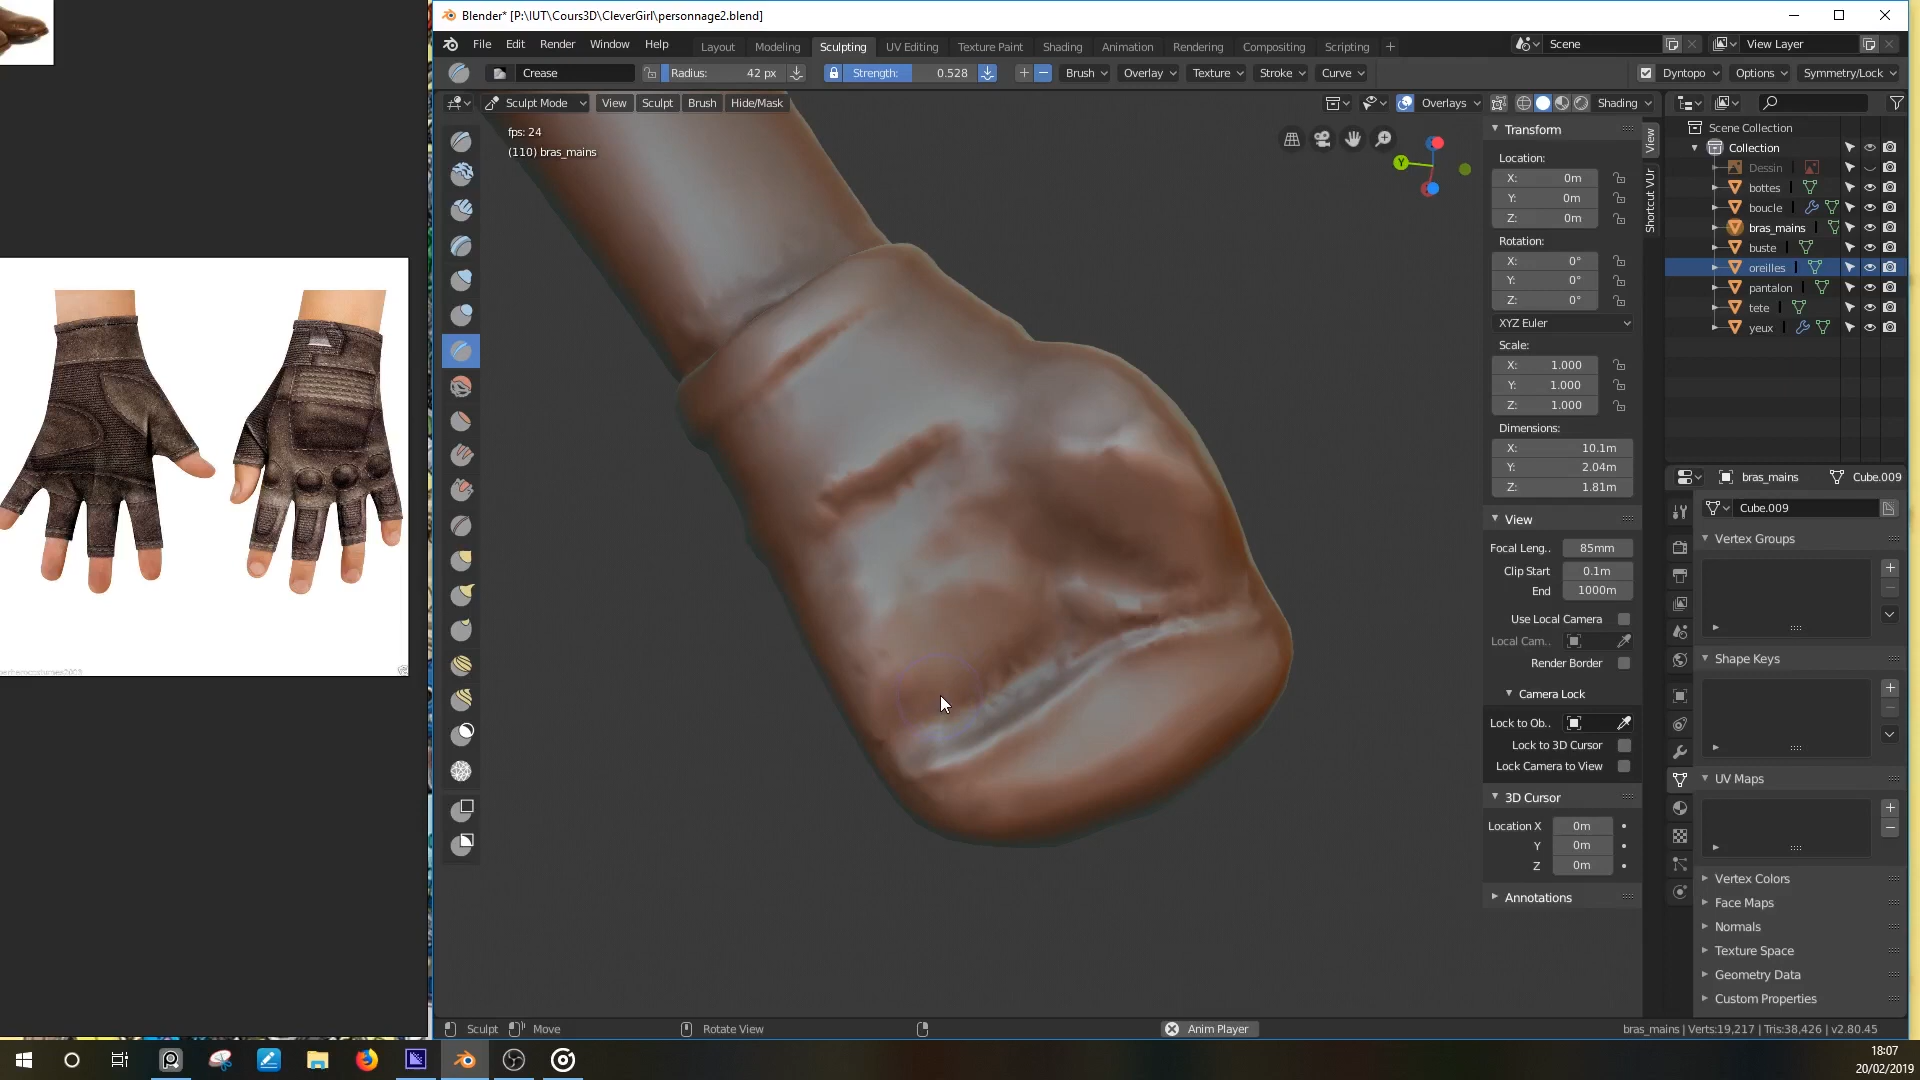 Blender* [P:\IUT\Cours3D\CleverGirl\personnage2.blend]
File Edit Render Window Help Layout Modeling Sculpting UV Editing Texture Paint Shading Animation Rendering Compositing Scripting + Scene View Layer
Crease Radius: 42 px Strength: 0.528 Brush Overlay Texture Stroke Curve Dyntopo Options Symmetry/Lock
Sculpt Mode View Sculpt Brush Hide/Mask Overlays Shading
fps: 24
(110) bras_mains
Y
Transform
Location:
X: 0m
Y: 0m
Z: 0m
Rotation:
X: 0°
Y: 0°
Z: 0°
XYZ Euler
Scale:
X: 1.000
Y: 1.000
Z: 1.000
Dimensions:
X: 10.1m
Y: 2.04m
Z: 1.81m
View
Focal Leng.. 85mm
Clip Start 0.1m
End 1000m
Use Local Camera
Local Cam..
Render Border
Camera Lock
Lock to Ob..
Lock to 3D Cursor
Lock Camera to View
3D Cursor
Location X 0m
Y 0m
Z 0m
Annotations
View
Shortcut VUr
Scene Collection
Collection
Dessin
bottes
boucle
bras_mains
buste
oreilles
pantalon
tete
yeux
bras_mains Cube.009
Cube.009
Vertex Groups
Shape Keys
UV Maps
Vertex Colors
Face Maps
Normals
Texture Space
Geometry Data
Custom Properties
Sculpt Move Rotate View Anim Player bras_mains | Verts:19,217 | Tris:38,426 | v2.80.45
18:07
20/02/2019